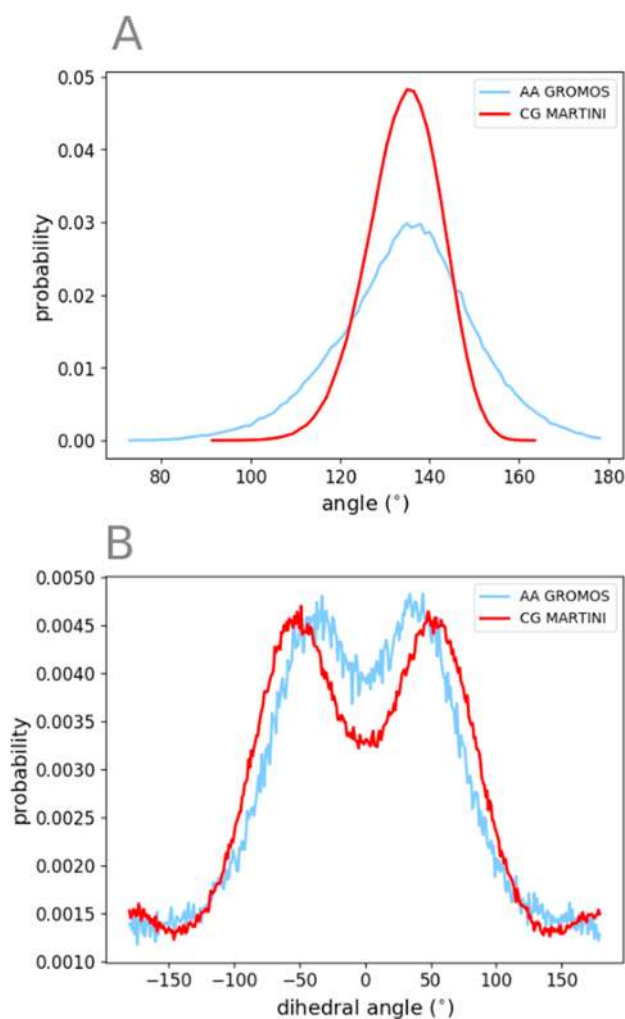 A
0.05
0.04
0.03
0.02
0.01
0.00
probability
AA GROMOS
CG MARTINI
80 100 120 140 160 180
angle (°)
B
0.0050
0.0045
0.0040
0.0035
0.0030
0.0025
0.0020
0.0015
0.0010
probability
AA GROMOS
CG MARTINI
−150 −100 −50 0 50 100 150
dihedral angle (°)